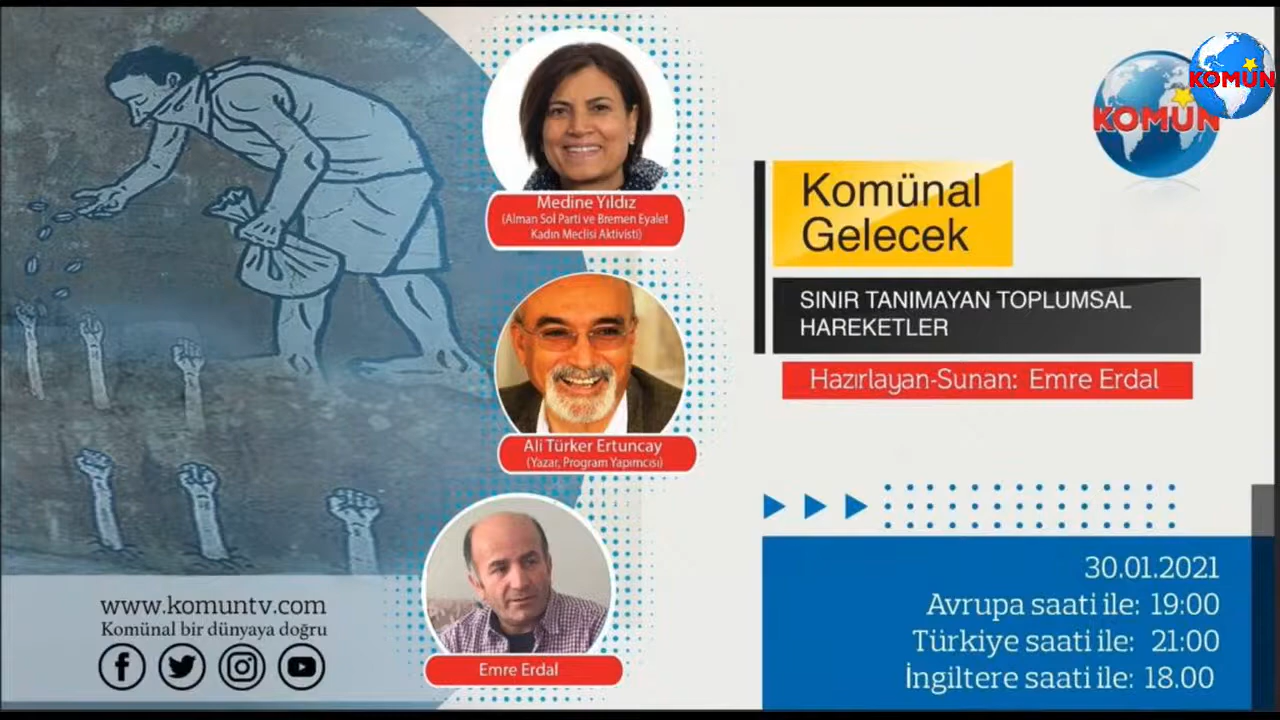 KOMÜN
KOMÜN
Komünal
Gelecek
SINIR TANIMAYAN TOPLUMSAL
HAREKETLER
Hazırlayan-Sunan: Emre Erdal
Medine Yıldız
(Alman Sol Parti ve Bremen Eyalet
Kadın Meclisi Aktivisti)
Ali Türker Ertuncay
(Yazar, Program Yapımcısı)
Emre Erdal
www.komuntv.com
Komünal bir dünyaya doğru
30.01.2021
Avrupa saati ile: 19:00
Türkiye saati ile: 21:00
İngiltere saati ile: 18.00